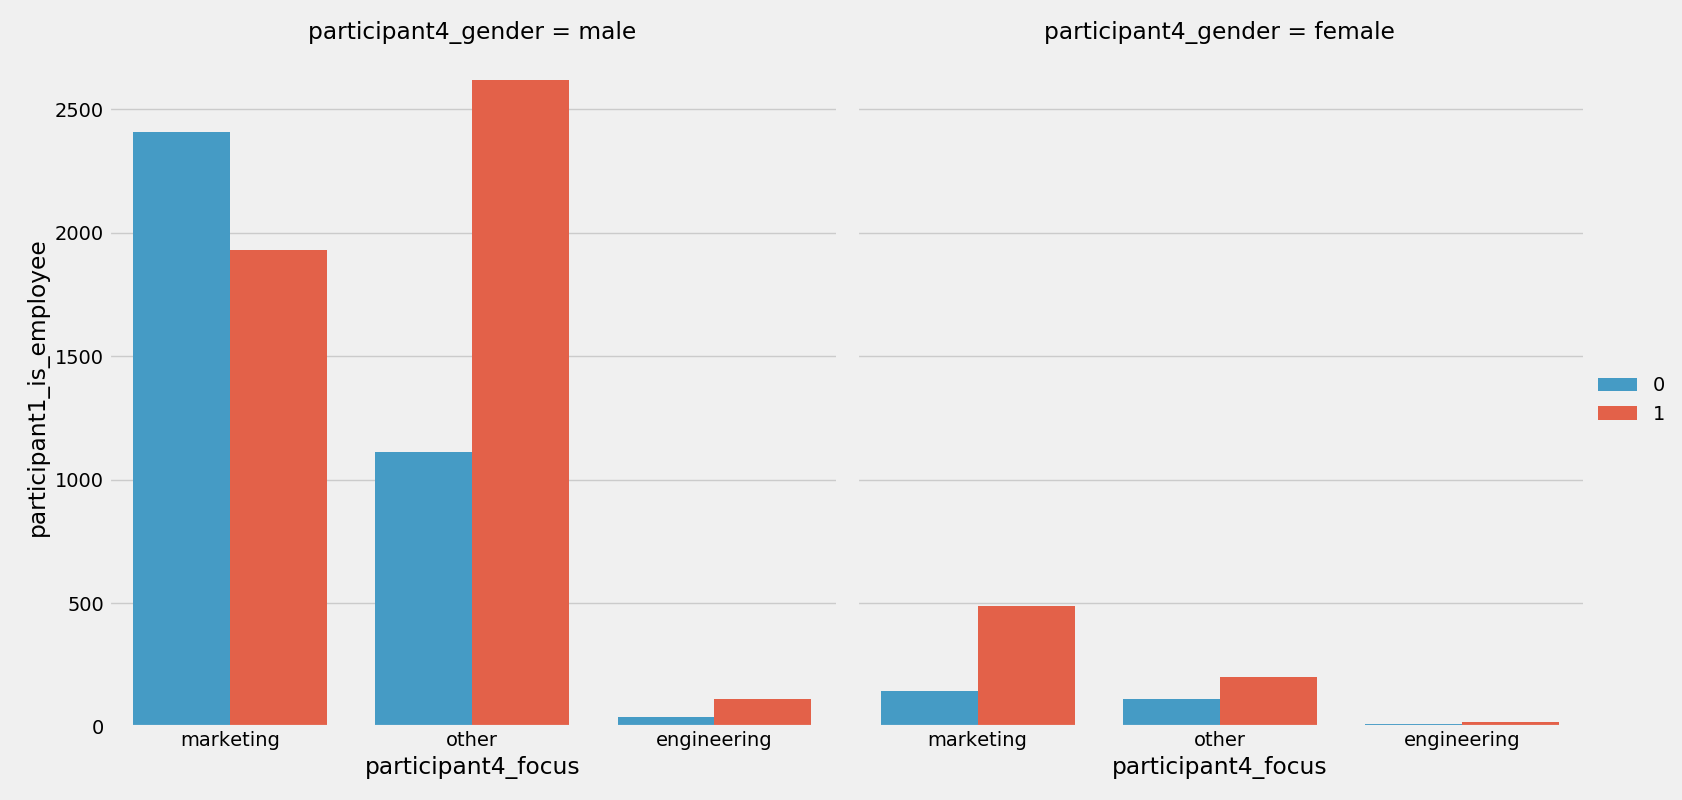 participant4_gender = male
participant4_gender = female
participant1_is_employee
2500
2000
1500
1000
500
0
marketing
other
engineering
marketing
other
engineering
participant4_focus
participant4_focus
0
1